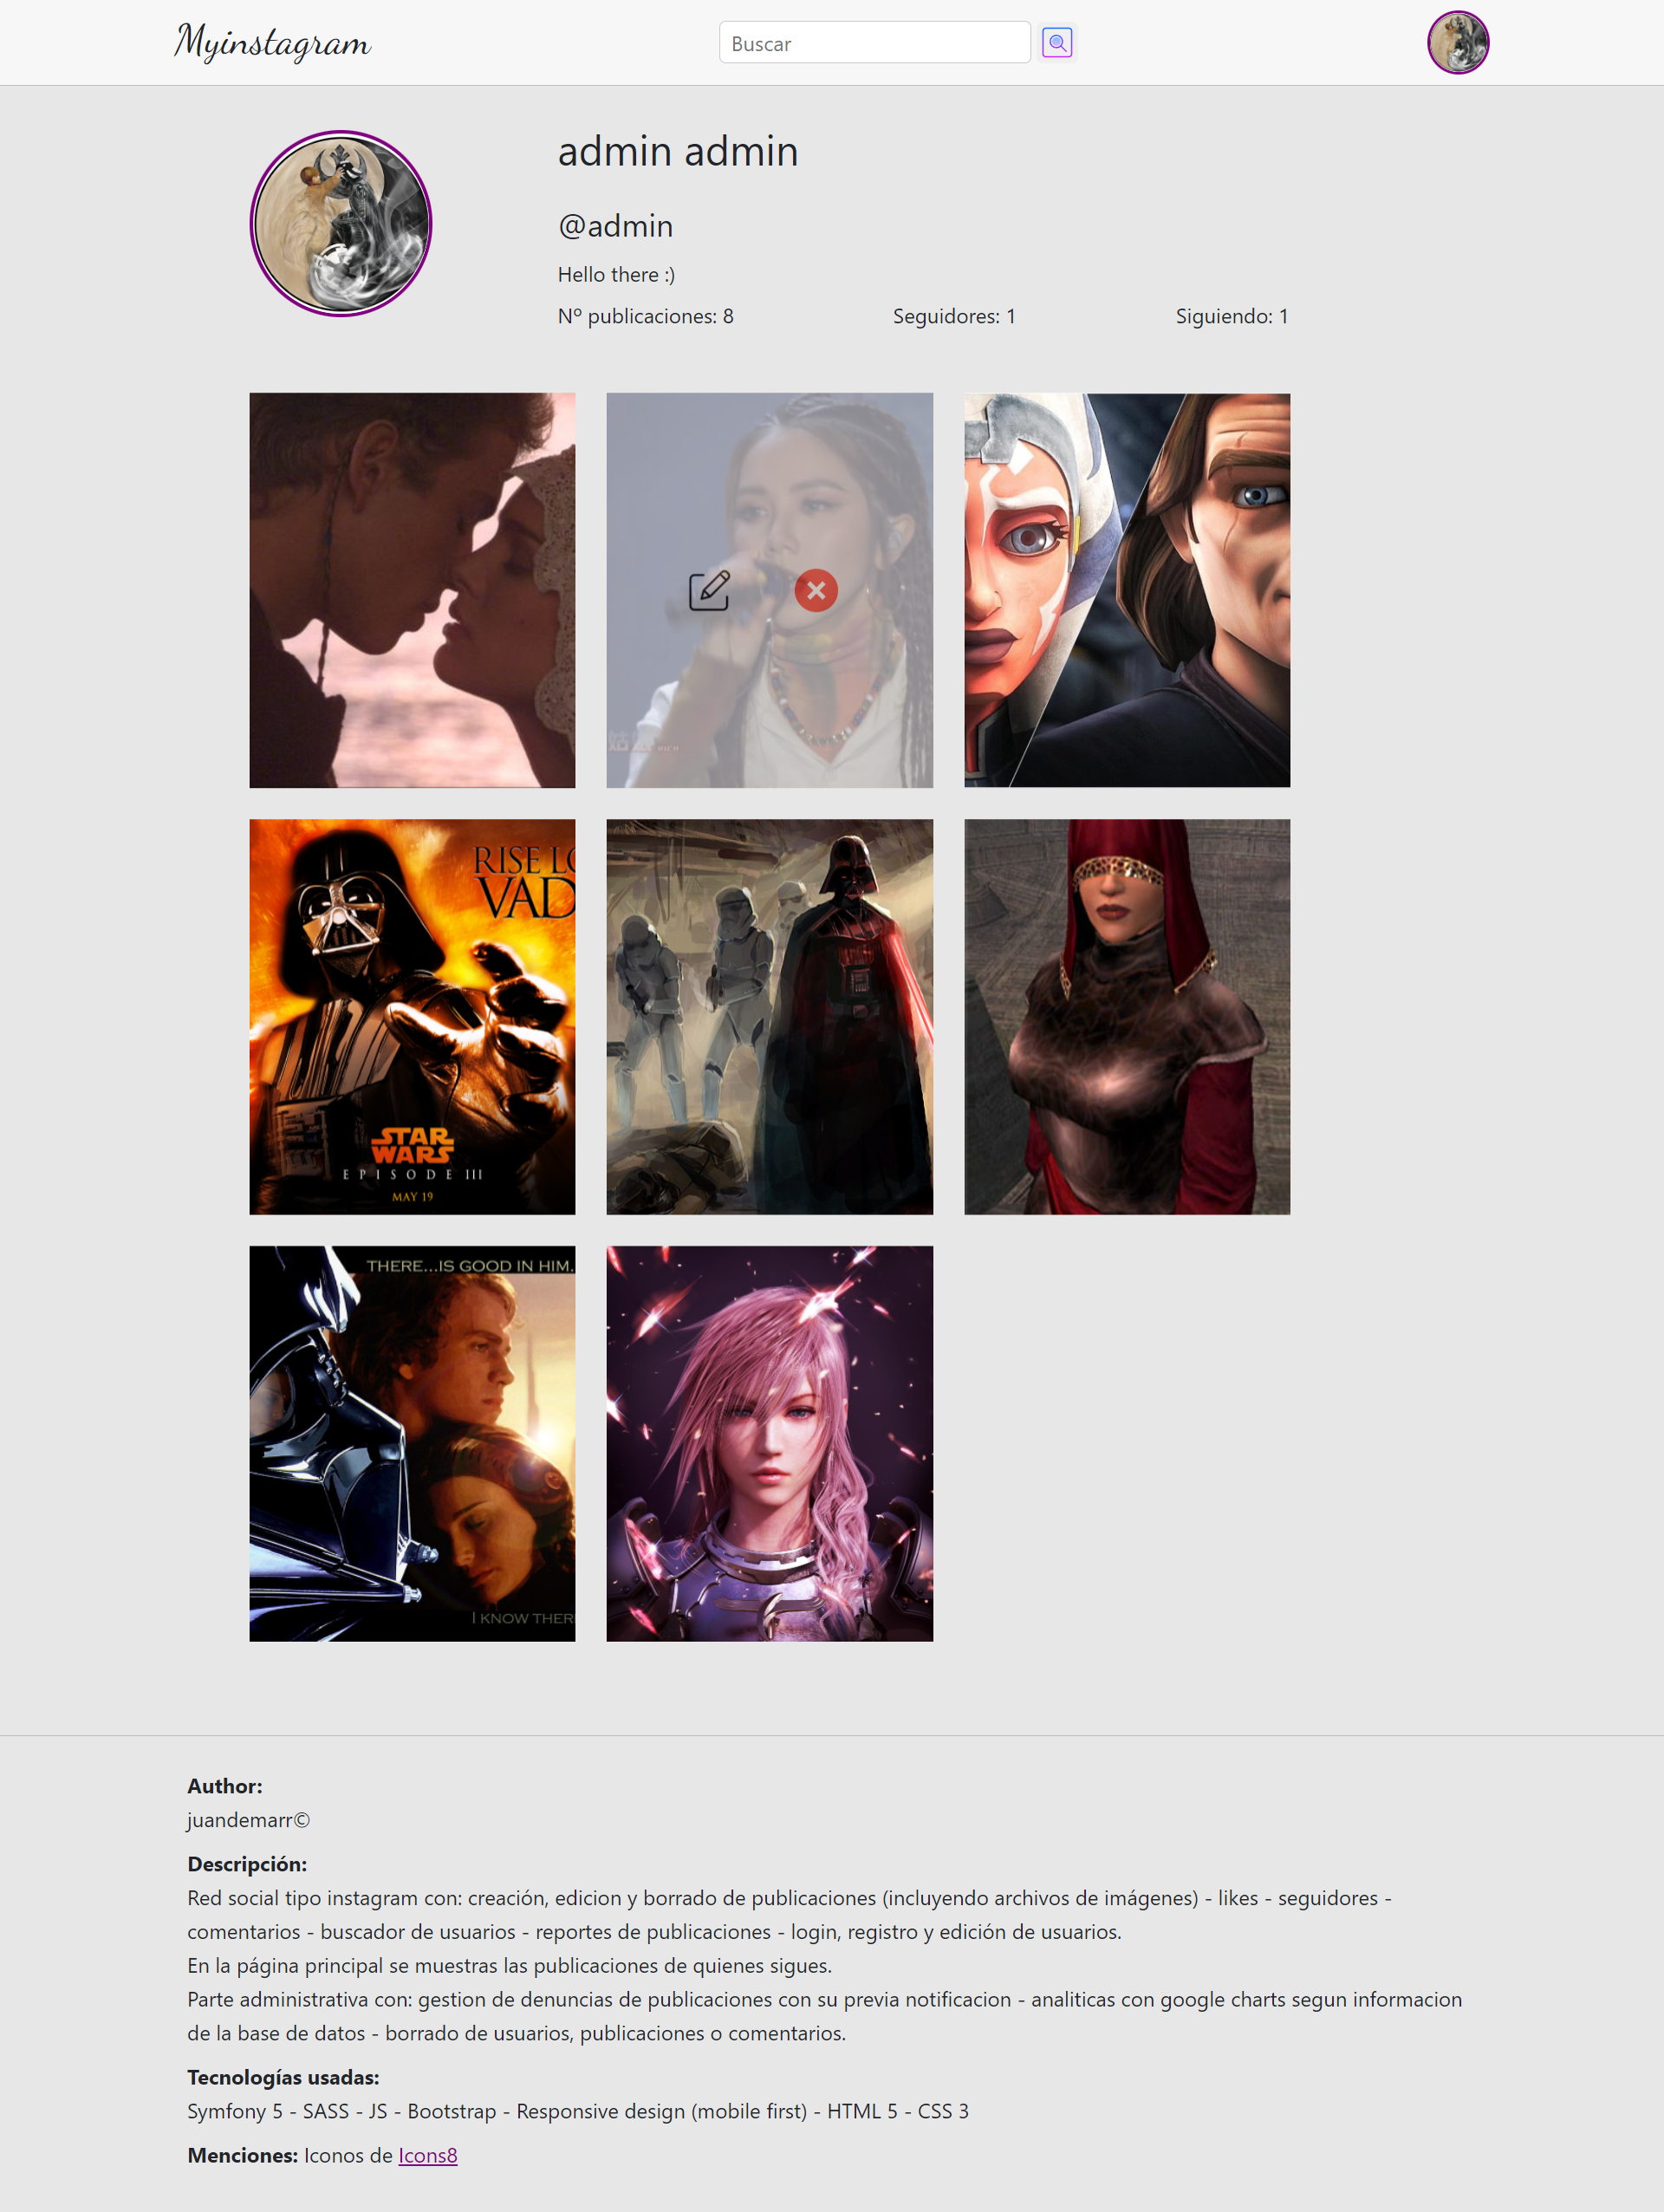 Myinstagram
Buscar
admin admin
@admin
Hello there :)
Nº publicaciones: 8 Seguidores: 1 Siguiendo: 1
RISE LO
VAD
STAR
WARS
EPISODE III
MAY 19
THERE...IS GOOD IN HIM.
I KNOW THER
Author:
juandemarr©
Descripción:
Red social tipo instagram con: creación, edicion y borrado de publicaciones (incluyendo archivos de imágenes) - likes - seguidores -
comentarios - buscador de usuarios - reportes de publicaciones - login, registro y edición de usuarios.
En la página principal se muestras las publicaciones de quienes sigues.
Parte administrativa con: gestion de denuncias de publicaciones con su previa notificacion - analiticas con google charts segun informacion
de la base de datos - borrado de usuarios, publicaciones o comentarios.
Tecnologías usadas:
Symfony 5 - SASS - JS - Bootstrap - Responsive design (mobile first) - HTML 5 - CSS 3
Menciones: Iconos de Icons8